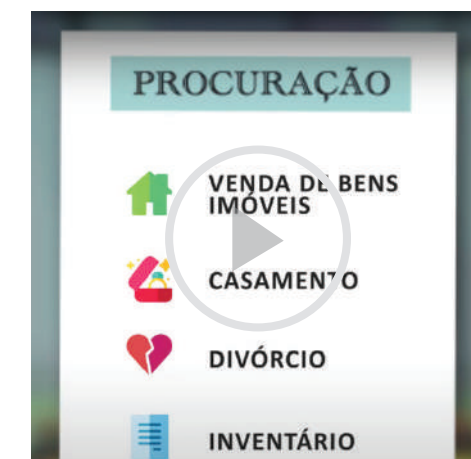 PROCURAÇÃO
VENDA DE BENS
IMÓVEIS
CASAMENTO
DIVÓRCIO
INVENTÁRIO